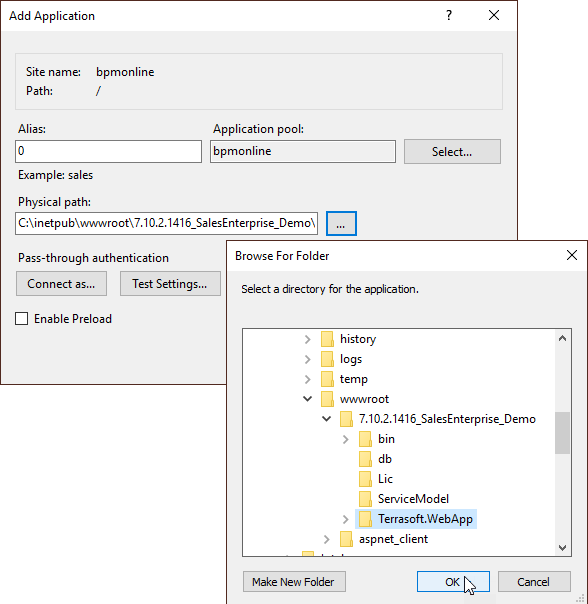 Add Application
?
Site name: bpmonline
Path: /
Alias:
Application pool:
0
bpmonline
Select...
Example: sales
Physical path:
C:\inetpub\wwwroot\7.10.2.1416_SalesEnterprise_Demo\
...
Pass-through authentication
Connect as...
Test Settings...
Enable Preload
Browse For Folder
Select a directory for the application.
history
logs
temp
wwwroot
7.10.2.1416_SalesEnterprise_Demo
bin
db
Lic
ServiceModel
Terrasoft.WebApp
aspnet_client
Make New Folder
OK
Cancel